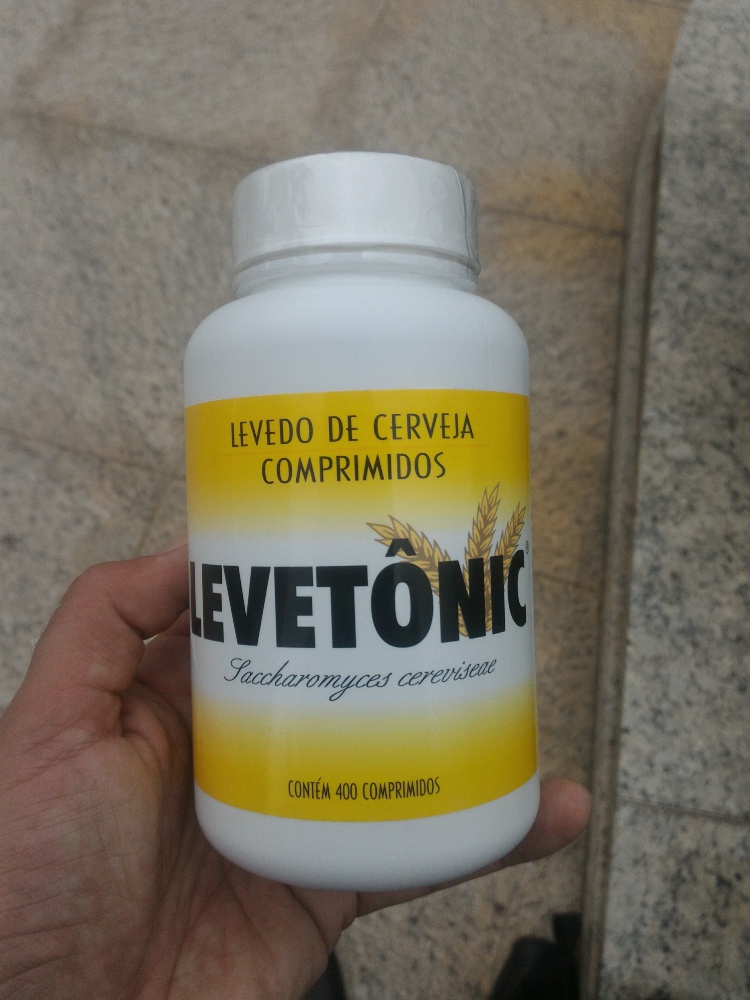 LEVEDO DE CERVEJA
COMPRIMIDOS
LEVETÔNIC®
Saccharomyces cereviseae
CONTÉM 400 COMPRIMIDOS